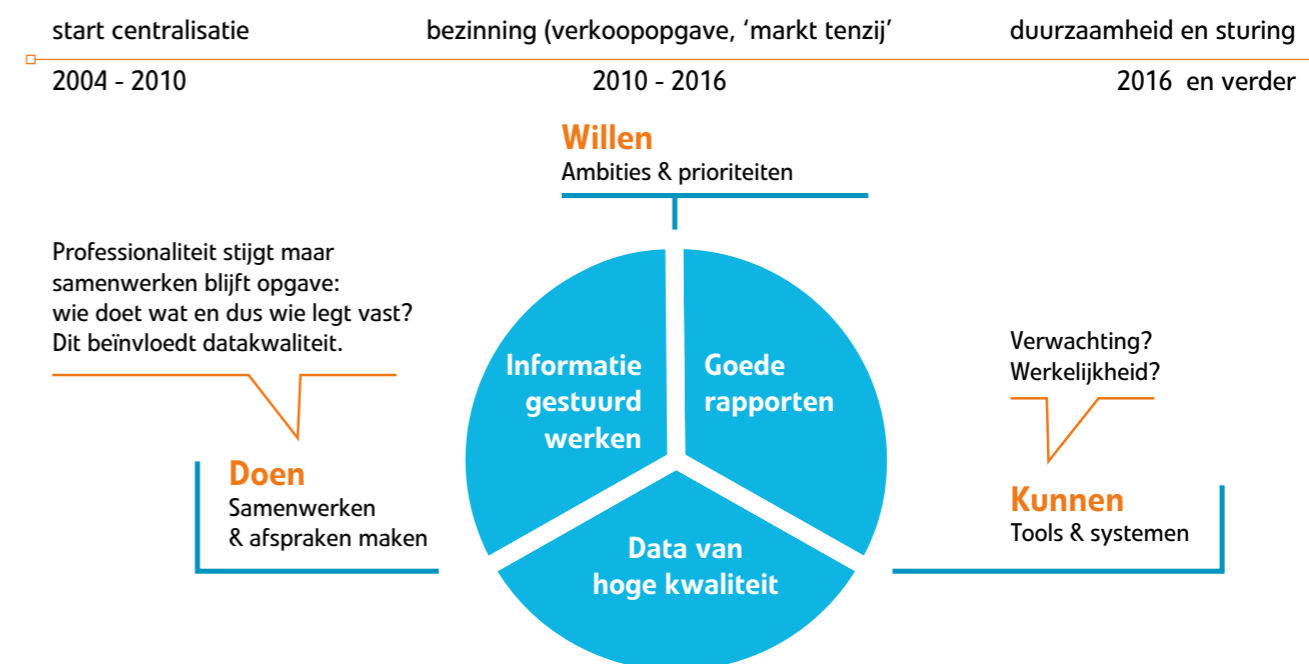 start centralisatie
bezinning (verkoopopgave, ‘markt tenzij’
duurzaamheid en sturing
2004 - 2010
2010 - 2016
2016 en verder
Willen
Ambities & prioriteiten
Professionaliteit stijgt maar
samenwerken blijft opgave:
wie doet wat en dus wie legt vast?
Dit beïnvloedt datakwaliteit.
Doen
Samenwerken
& afspraken maken
Informatie
gestuurd
werken
Goede
rapporten
Data van
hoge kwaliteit
Verwachting?
Werkelijkheid?
Kunnen
Tools & systemen